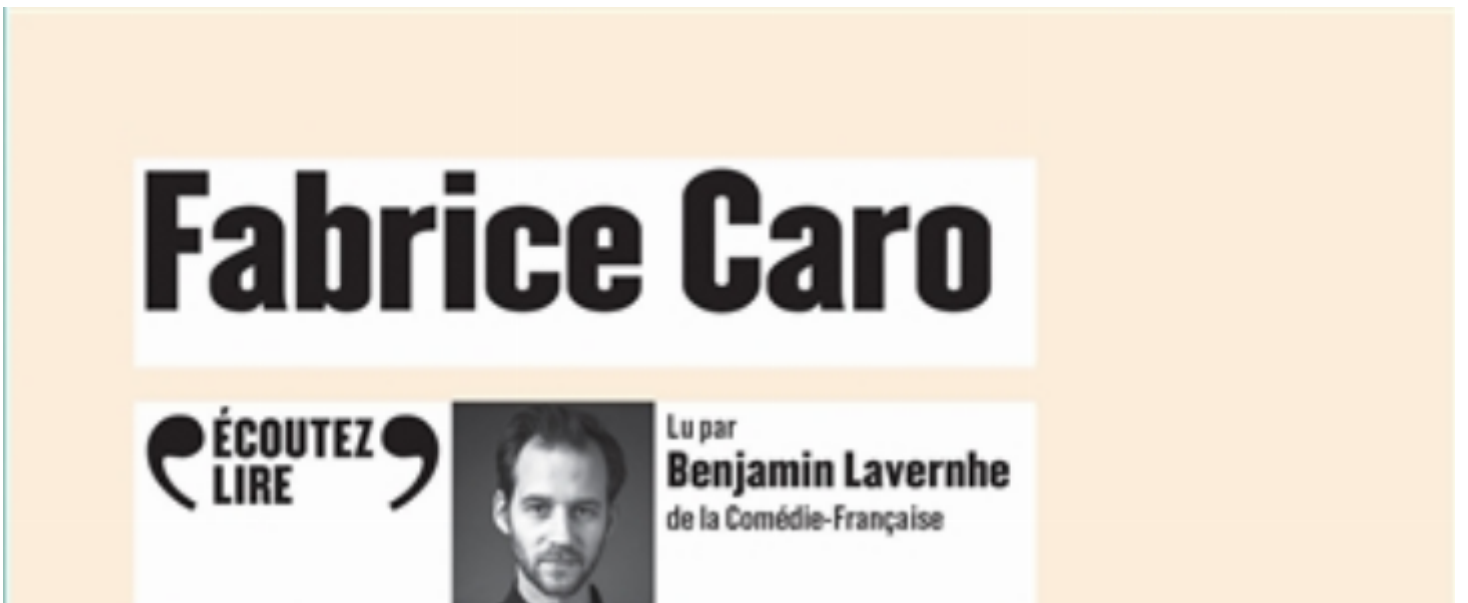 Fabrice Caro
ÉCOUTEZ
LIRE
Lu par
Benjamin Lavernhe
de la Comédie-Française